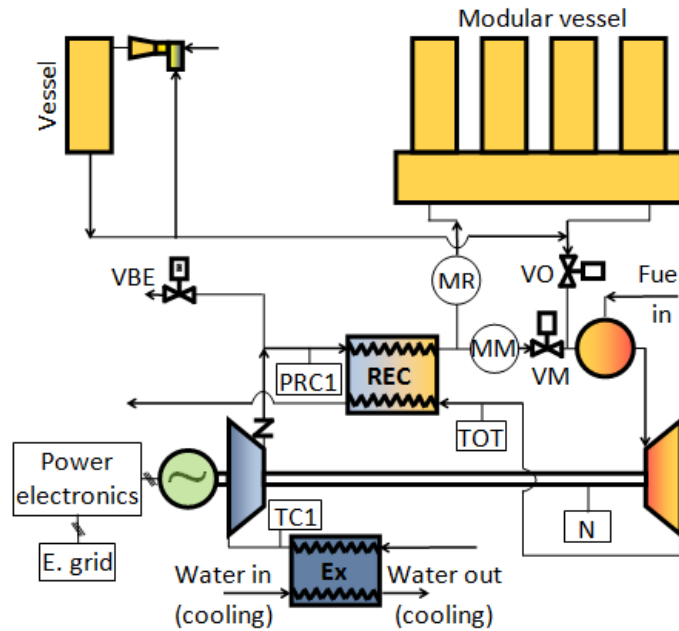 Modular vessel
Vessel
VBE
MR
VO
Fue
in
PRC1
REC
MM
VM
TOT
Power
electronics
TC1
N
E. grid
Ex
Water in
(cooling)
Water out
(cooling)